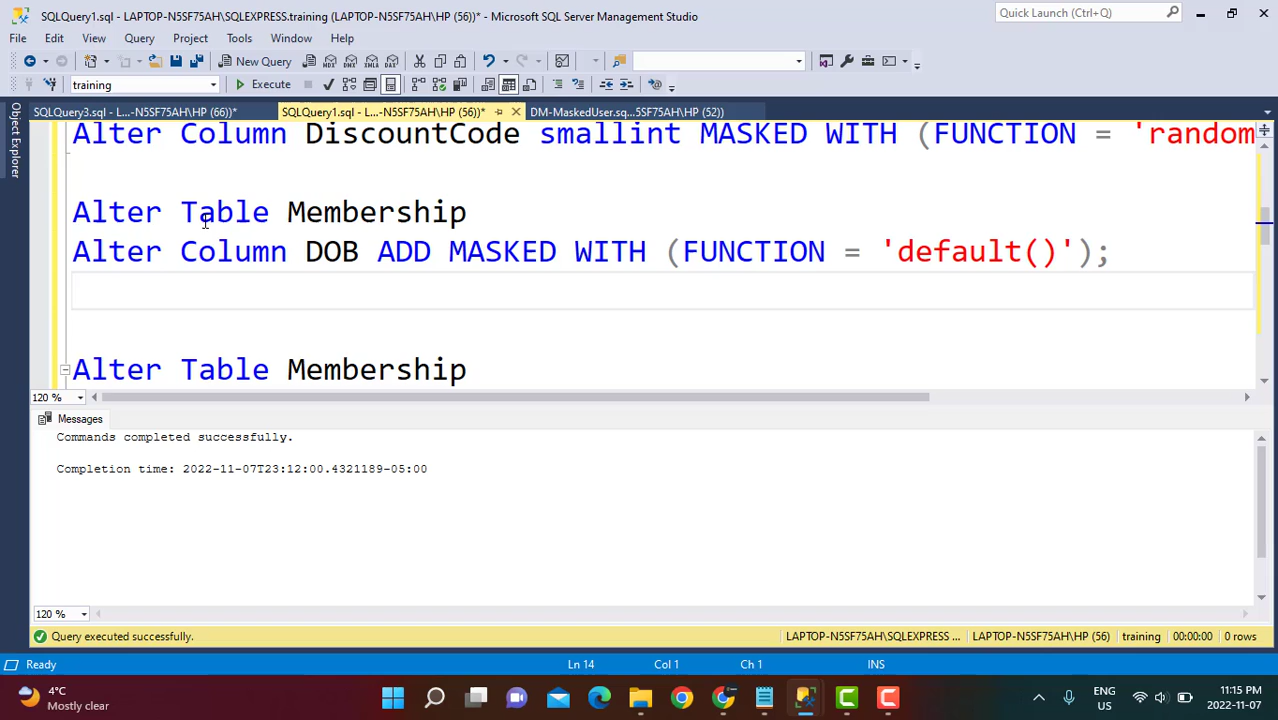 SQLQuery1.sql - LAPTOP-N5SF75AH\SQLEXPRESS.training (LAPTOP-N5SF75AH\HP (56))* - Microsoft SQL Server Management Studio
Quick Launch (Ctrl+Q)
File Edit View Query Project Tools Window Help
New Query
training
Execute
SQLQuery3.sql - L...-N5SF75AH\HP (66))*
SQLQuery1.sql - L...-N5SF75AH\HP (56))*
DM-MaskedUser.sq...5SF75AH\HP (52))
Object Explorer
Alter Column DiscountCode smallint MASKED WITH (FUNCTION = 'random
Alter Table Membership
Alter Column DOB ADD MASKED WITH (FUNCTION = 'default()');
Alter Table Membership
120 %
Messages
Commands completed successfully.
Completion time: 2022-11-07T23:12:00.4321189-05:00
120 %
Query executed successfully.
LAPTOP-N5SF75AH\SQLEXPRESS ... LAPTOP-N5SF75AH\HP (56) training 00:00:00 0 rows
Ready Ln 14 Col 1 Ch 1 INS
4°C
Mostly clear
ENG
US
11:15 PM
2022-11-07